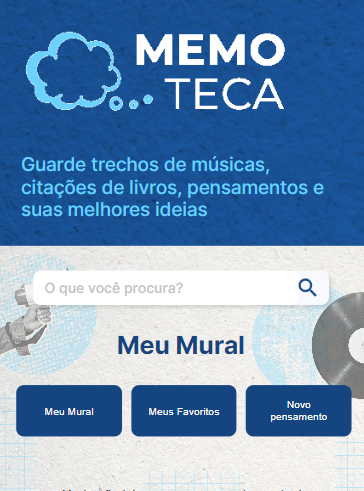 MEMO
TECA
Guarde trechos de músicas,
citações de livros, pensamentos e
suas melhores ideias
O que você procura?
Meu Mural
Meu Mural
Meus Favoritos
Novo
pensamento